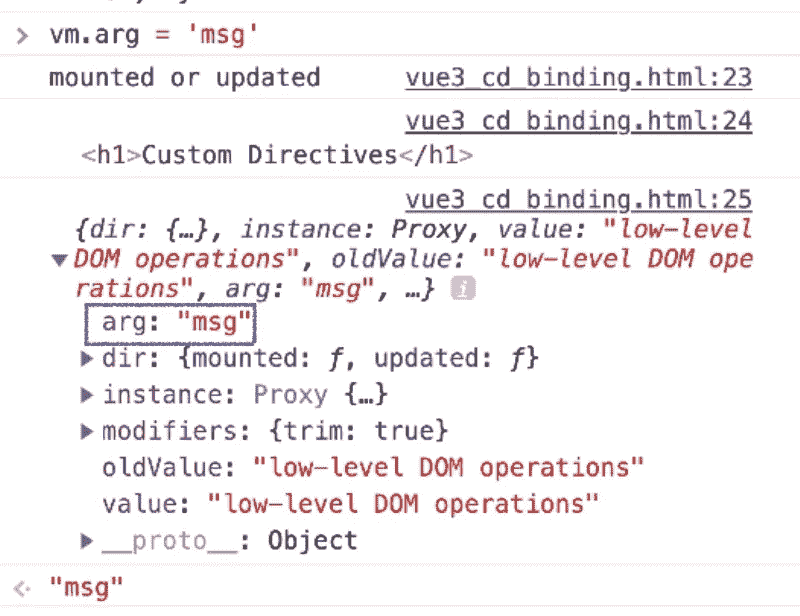 > vm.arg = 'msg'
mounted or updated vue3_cd_binding.html:23
vue3_cd_binding.html:24
<h1>Custom Directives</h1>
vue3_cd_binding.html:25
{dir: {…}, instance: Proxy, value: "low-level
▼DOM operations", oldValue: "low-level DOM ope
rations", arg: "msg", …} i
arg: "msg"
▶ dir: {mounted: ƒ, updated: ƒ}
▶ instance: Proxy {…}
▶ modifiers: {trim: true}
oldValue: "low-level DOM operations"
value: "low-level DOM operations"
▶ __proto__: Object
"msg"